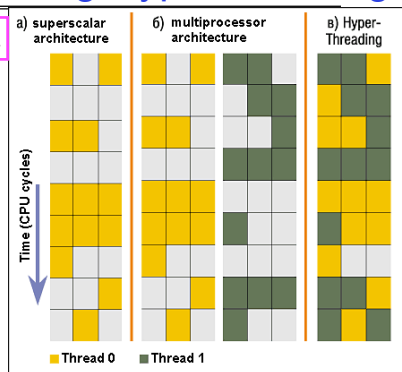 а) superscalar
architecture
б) multiprocessor
architecture
в) Hyper-
Threading
Time (CPU cycles)
Thread 0
Thread 1